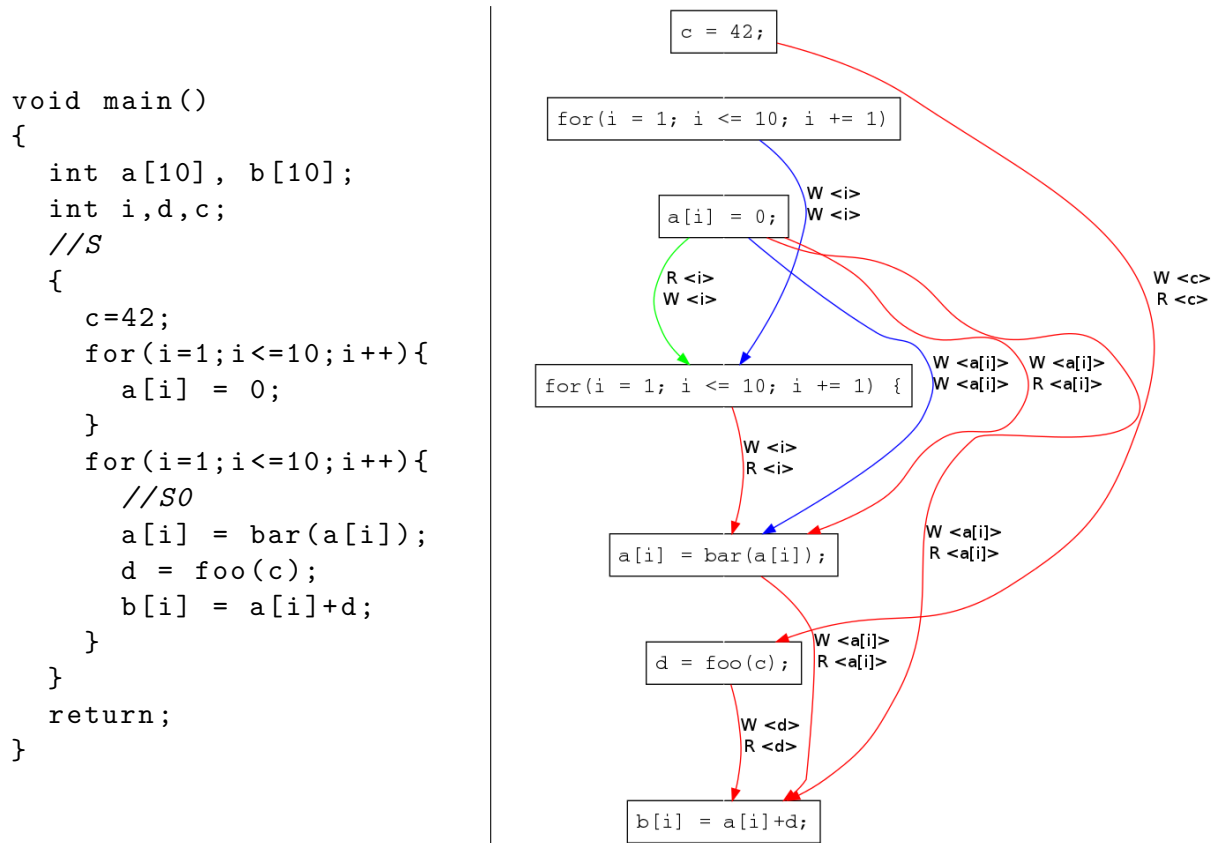 void main()
{
int a[10], b[10];
int i,d,c;
//S
{
c=42;
for(i=1;i<=10;i++){
a[i] = 0;
}
for(i=1;i<=10;i++){
//S0
a[i] = bar(a[i]);
d = foo(c);
b[i] = a[i]+d;
}
}
return;
}
c = 42;
for(i = 1; i <= 10; i += 1)
W <i>
W <i>
a[i] = 0;
R <i>
W <i>
W <c>
R <c>
W <a[i]>
W <a[i]>
W <a[i]>
R <a[i]>
for(i = 1; i <= 10; i += 1) {
W <i>
R <i>
W <a[i]>
R <a[i]>
a[i] = bar(a[i]);
W <a[i]>
R <a[i]>
d = foo(c);
W <d>
R <d>
b[i] = a[i]+d;